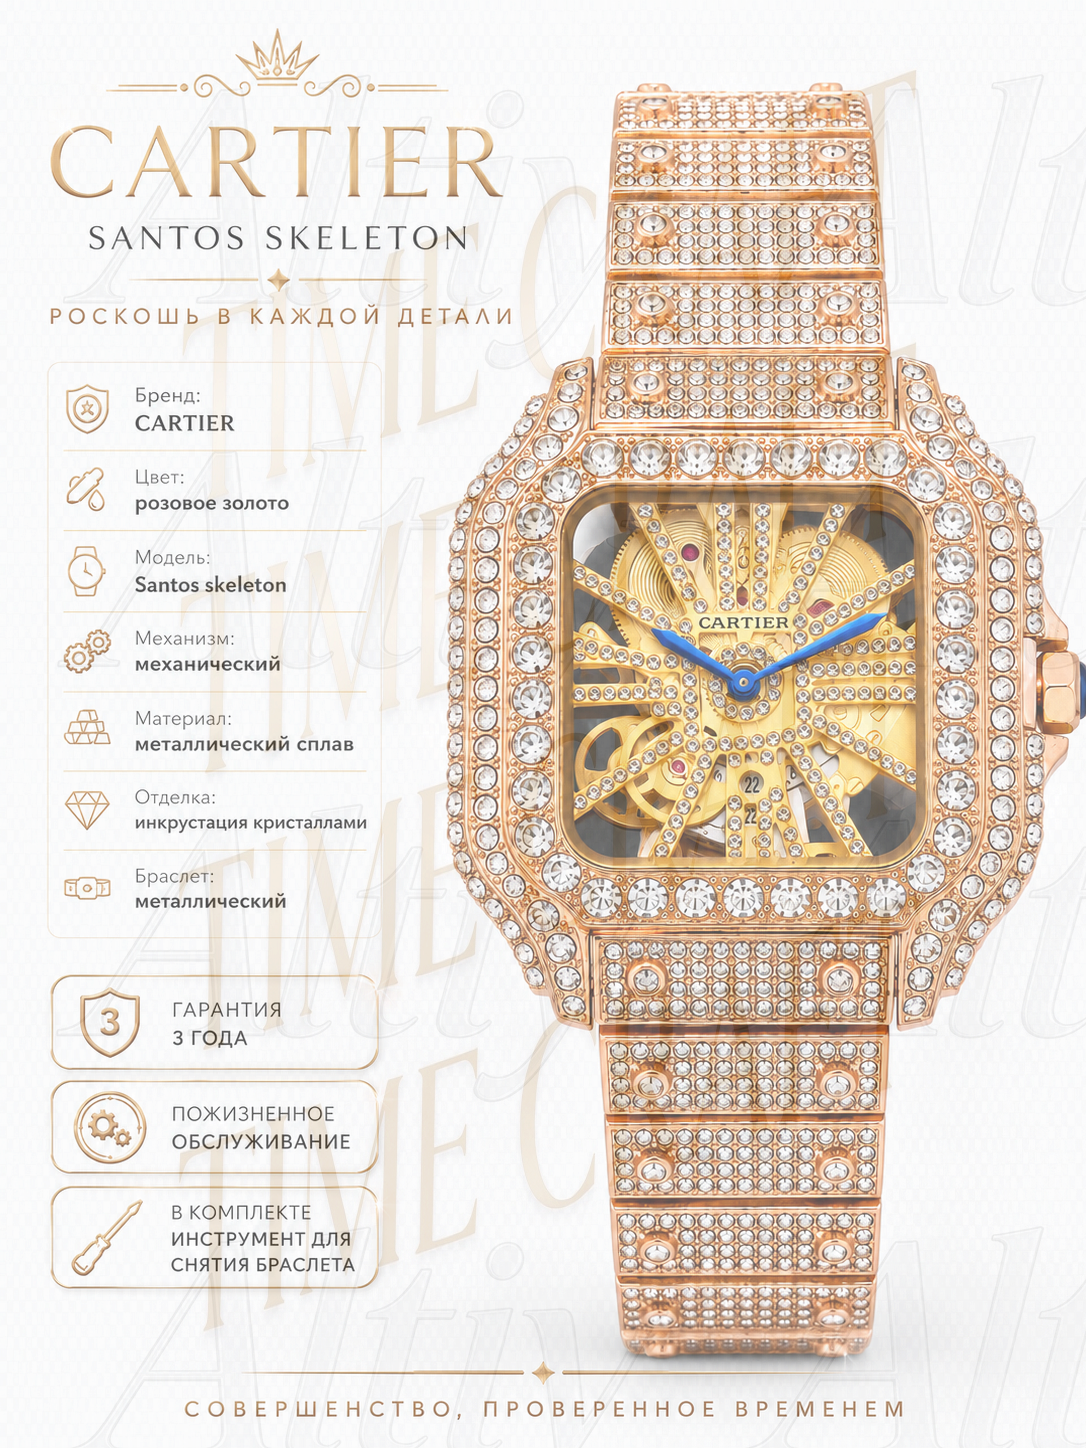 CARTIER
SANTOS SKELETON
РОСКОШЬ В КАЖДОЙ ДЕТАЛИ
Бренд:
CARTIER
Цвет:
розовое золото
Модель:
Santos skeleton
Механизм:
механический
Материал:
металлический сплав
Отделка:
инкрустация кристаллами
Браслет:
металлический
3
ГАРАНТИЯ
3 ГОДА
ПОЖИЗНЕННОЕ
ОБСЛУЖИВАНИЕ
В КОМПЛЕКТЕ
ИНСТРУМЕНТ ДЛЯ
СНЯТИЯ БРАСЛЕТА
CARTIER
22
22
СОВЕРШЕНСТВО, ПРОВЕРЕННОЕ ВРЕМЕНЕМ